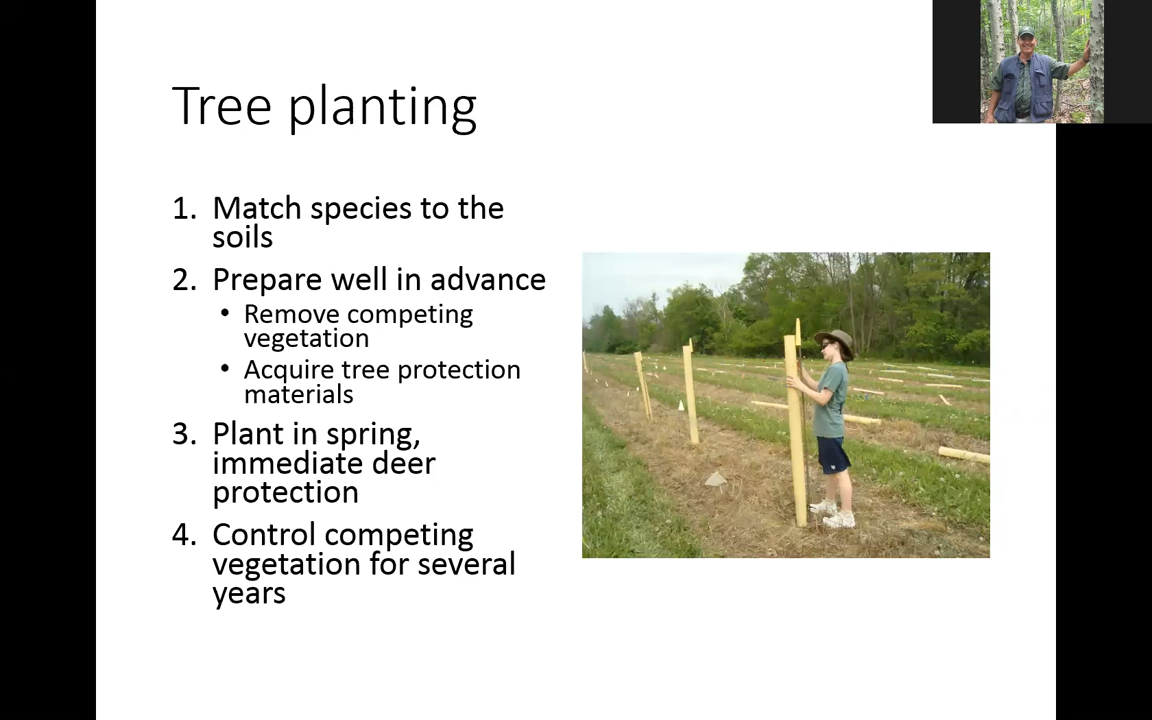 Tree planting
1. Match species to the
soils
2. Prepare well in advance
• Remove competing
vegetation
• Acquire tree protection
materials
3. Plant in spring,
immediate deer
protection
4. Control competing
vegetation for several
years